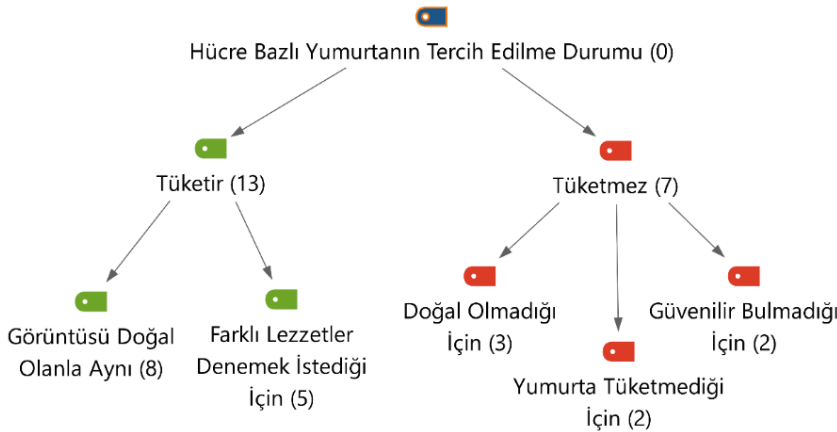 Hücre Bazlı Yumurtanın Tercih Edilme Durumu (0)
Tüketir (13)
Tüketmez (7)
Görüntüsü Doğal
Olanla Aynı (8)
Farklı Lezzetler
Denemek İstediği
İçin (5)
Doğal Olmadığı
İçin (3)
Yumurta Tüketmediği
İçin (2)
Güvenilir Bulmadığı
İçin (2)